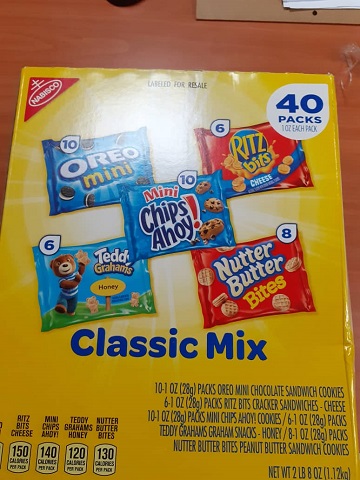 NABISCO
LABELED FOR RESALE
40
PACKS
1 OZ EACH PACK
10
OREO
mini
6
RITZ
bits
CHEESE
10
Mini
Chips
Ahoy!
6
Teddy
Grahams
Honey
8
Nutter
Butter
Bites
Classic Mix
10-1 OZ (28g) PACKS OREO MINI CHOCOLATE SANDWICH COOKIES
6-1 OZ (28g) PACKS RITZ BITS CRACKER SANDWICHES - CHEESE
10-1 OZ (28g) PACKS MINI CHIPS AHOY! COOKIES / 6-1 OZ (28g) PACKS
TEDDY GRAHAMS GRAHAM SNACKS - HONEY / 8-1 OZ (28g) PACKS
NUTTER BUTTER BITES PEANUT BUTTER SANDWICH COOKIES
NET WT 2 LB 8 OZ (1.12kg)
RITZ BITS CHEESE
150 CALORIES PER PACK
MINI CHIPS AHOY!
140 CALORIES PER PACK
TEDDY GRAHAMS HONEY
120 CALORIES PER PACK
NUTTER BUTTER BITES
130 CALORIES PER PACK